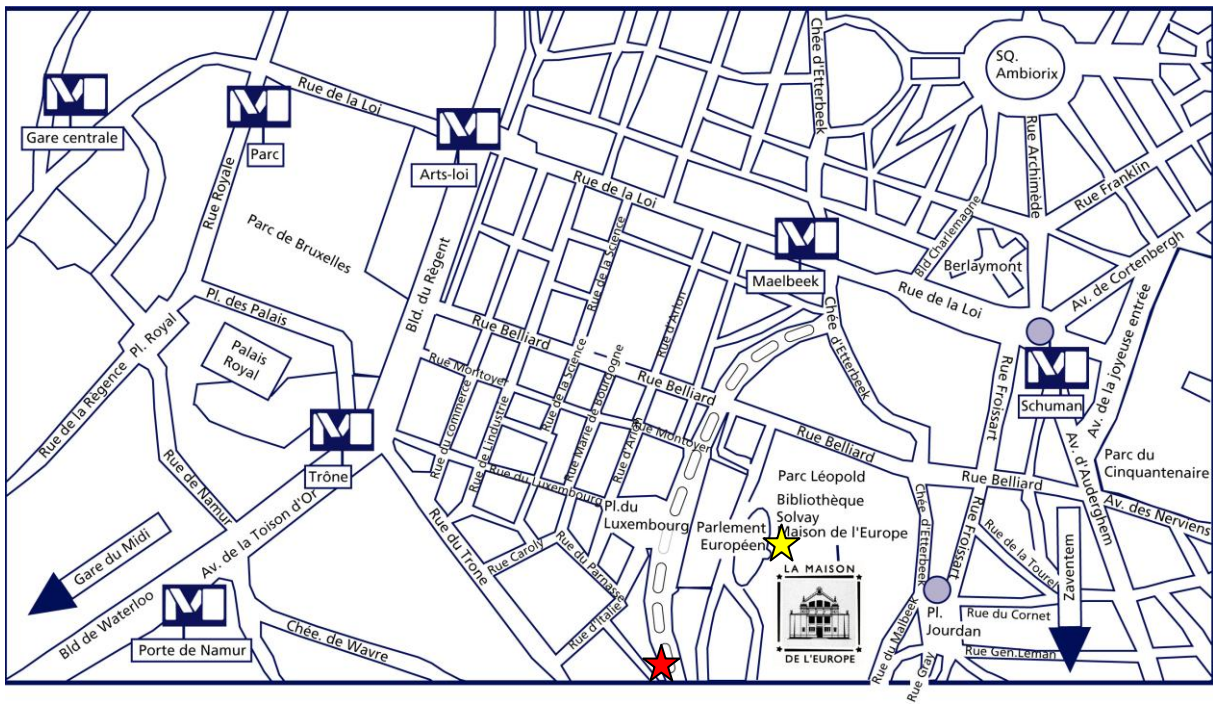 SQ.
Ambiorix
Chée d'Etterbeek
Rue de la Loi
Gare centrale
Parc
Arts-loi
Rue Royale
Rue Archimède
Rue Franklin
Rue de la Loi
Bld Charlemagne
Parc de Bruxelles
Bld. du Règent
Rue de la Science
Maelbeek
Berlaymont
Av. de Cortenbergh
Rue de la Loi
Pl. des Palais
Pl. Royal
Palais
Royal
Rue Belliard
Rue d'Arlon
Chée d'Etterbeek
Av. de la joyeuse entrée
Rue de la Régence
Rue Montoyer
Rue de la Science
Rue Marie de Bourgogne
Rue Belliard
Rue Froissart
Schuman
Rue du commerce
Rue de Lindustrie
Rue d'Arlon
Rue Montoyer
Rue Belliard
Parc du
Cinquantenaire
Trône
Rue de Namur
Rue du Luxembourg
Parc Léopold
Rue Belliard
Av. d'Auderghem
Av. des Nerviens
Pl.du
Luxembourg
Parlement
Européen
Bibliothèque
Solvay
Maison de l'Europe
Chée d'Etterbeek
Rue Froissart
Rue de la Tourel
Gare du Midi
Av. de la Toison d'Or
Rue du Trone
Rue Caroly
Rue du Parnasse
Rue d'Italie
LA MAISON
DE L'EUROPE
Zaventem
Bld de Waterloo
Porte de Namur
Chée. de Wavre
Pl.
Jourdan
Rue du Cornet
Rue du Malbeek
Rue Gray
Rue Gen.Leman